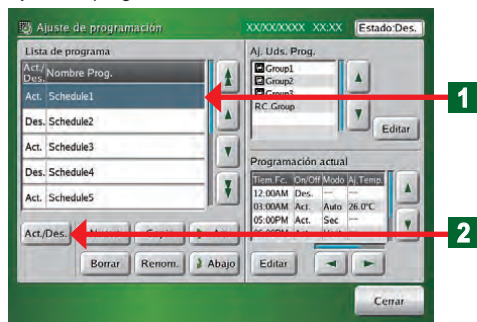 Ajuste de programación XX/XX/XXXX XX:XX Estado:Des.
Lista de programa
Act./Des. Nombre Prog.
Act. Schedule1
Des. Schedule2
Act. Schedule3
Des. Schedule4
Act. Schedule5
Act./Des.
Borrar Renom. Abajo
Aj. Uds. Prog.
Group1
Group2
RC.Group
Editar
Programación actual
Tiem.Fc. On/Off Modo Aj.Temp.
12:00AM Des. --- ---
03:00AM Act. Auto 26.0°C
05:00PM Act. Sec ---
Editar
Cerrar
1
2